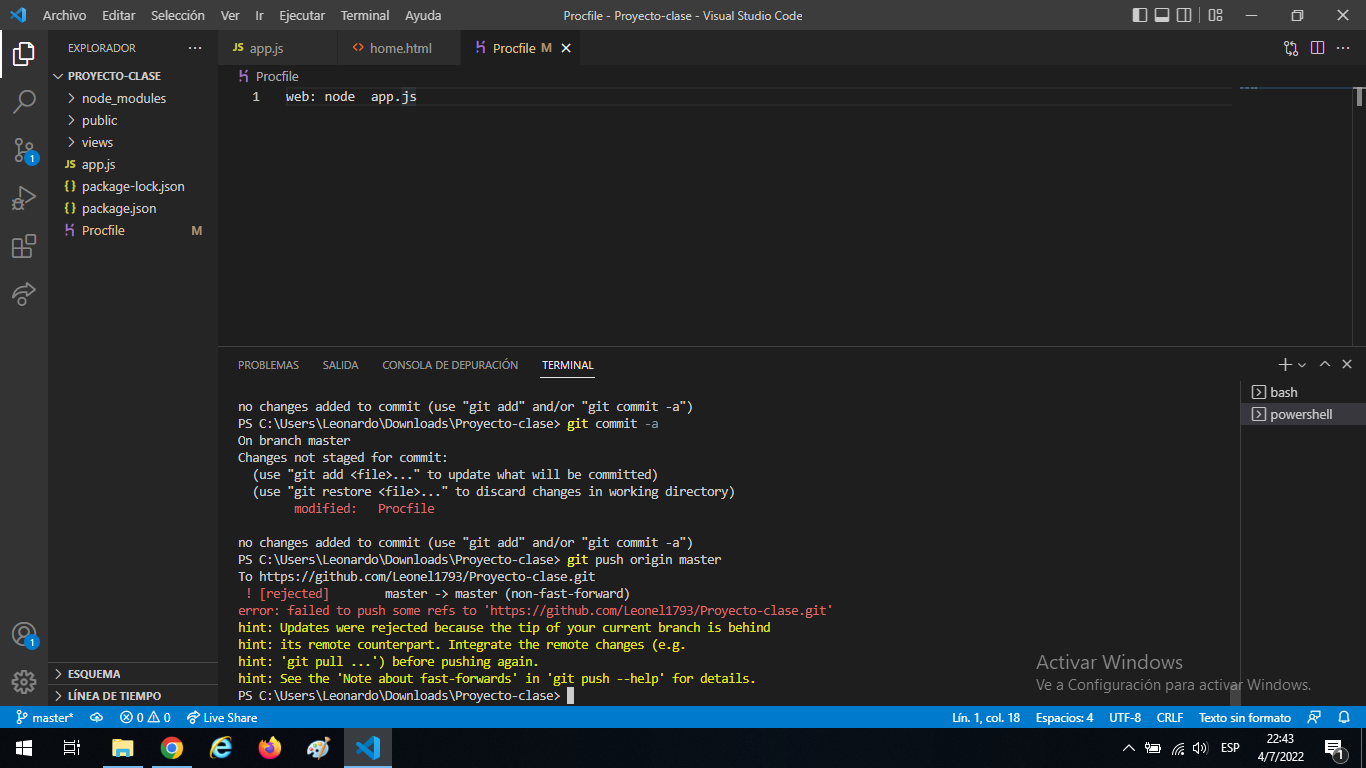 Archivo Editar Selección Ver Ir Ejecutar Terminal Ayuda
Procfile - Proyecto-clase - Visual Studio Code
EXPLORADOR
PROYECTO-CLASE
node_modules
public
views
JS app.js
{} package-lock.json
{} package.json
Procfile M
ESQUEMA
LÍNEA DE TIEMPO
1
1
JS app.js
<> home.html
Procfile M
Procfile
1 web: node  app.js
PROBLEMAS SALIDA CONSOLA DE DEPURACIÓN TERMINAL
bash
powershell
no changes added to commit (use "git add" and/or "git commit -a")
PS C:\Users\Leonardo\Downloads\Proyecto-clase> git commit -a
On branch master
Changes not staged for commit:
  (use "git add <file>..." to update what will be committed)
  (use "git restore <file>..." to discard changes in working directory)
        modified:   Procfile
no changes added to commit (use "git add" and/or "git commit -a")
PS C:\Users\Leonardo\Downloads\Proyecto-clase> git push origin master
To https://github.com/Leonel1793/Proyecto-clase.git
 ! [rejected]        master -> master (non-fast-forward)
error: failed to push some refs to 'https://github.com/Leonel1793/Proyecto-clase.git'
hint: Updates were rejected because the tip of your current branch is behind
hint: its remote counterpart. Integrate the remote changes (e.g.
hint: 'git pull ...') before pushing again.
hint: See the 'Note about fast-forwards' in 'git push --help' for details.
PS C:\Users\Leonardo\Downloads\Proyecto-clase>
Activar Windows
Ve a Configuración para activar Windows.
master* 0 0 Live Share
Lín. 1, col. 18 Espacios: 4 UTF-8 CRLF Texto sin formato
ESP
22:43
4/7/2022
1